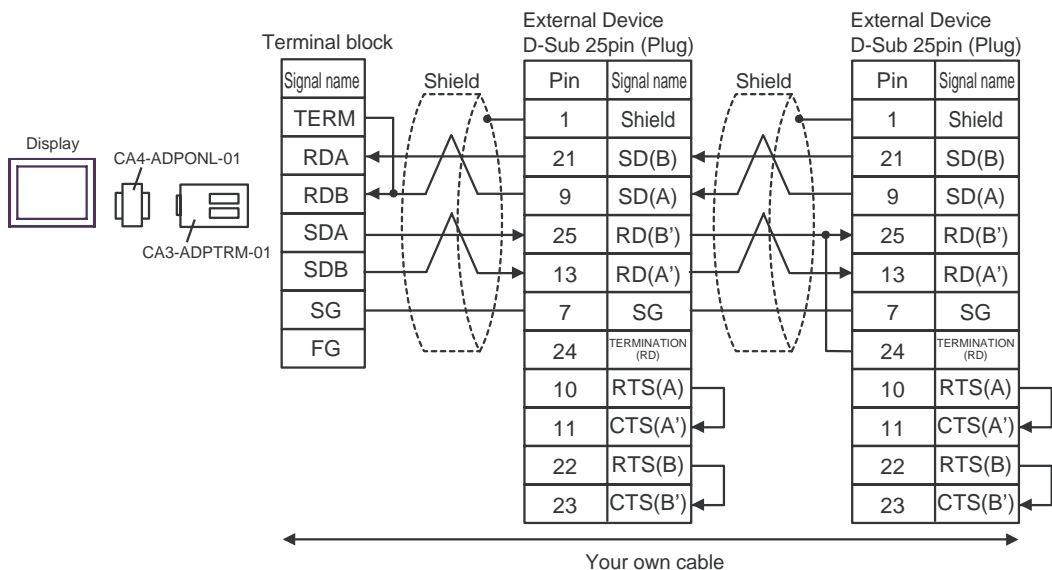 External Device
D-Sub 25pin (Plug)
External Device
D-Sub 25pin (Plug)
Terminal block
Signal name
Shield
Pin
Signal name
Shield
Pin
Signal name
TERM
1
Shield
1
Shield
Display
CA4-ADPONL-01
RDA
21
SD(B)
21
SD(B)
RDB
9
SD(A)
9
SD(A)
CA3-ADPTRM-01
SDA
25
RD(B’)
25
RD(B’)
SDB
13
RD(A’)
13
RD(A’)
SG
7
SG
7
SG
FG
24
TERMINATION
(RD)
24
TERMINATION
(RD)
10
RTS(A)
10
RTS(A)
11
CTS(A’)
11
CTS(A’)
22
RTS(B)
22
RTS(B)
23
CTS(B’)
23
CTS(B’)
Your own cable